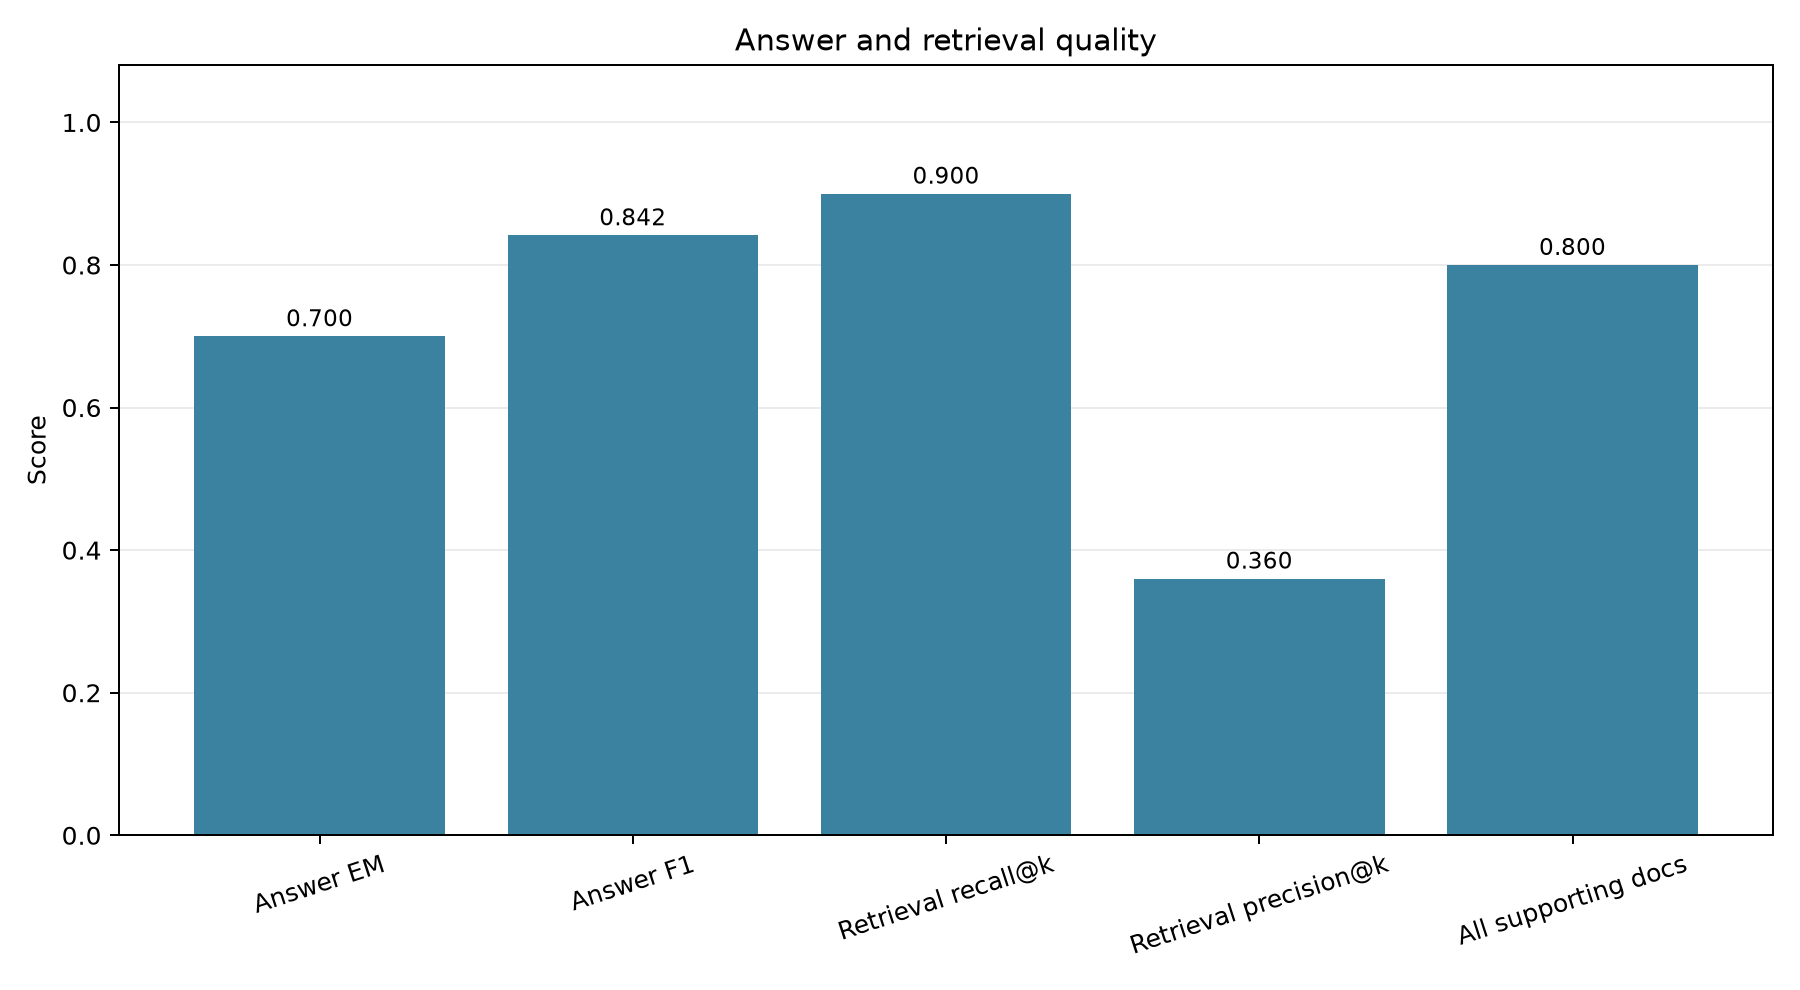 Answer and retrieval quality
Score
1.0
0.8
0.6
0.4
0.2
0.0
0.700
0.842
0.900
0.360
0.800
Answer EM
Answer F1
Retrieval recall@k
Retrieval precision@k
All supporting docs